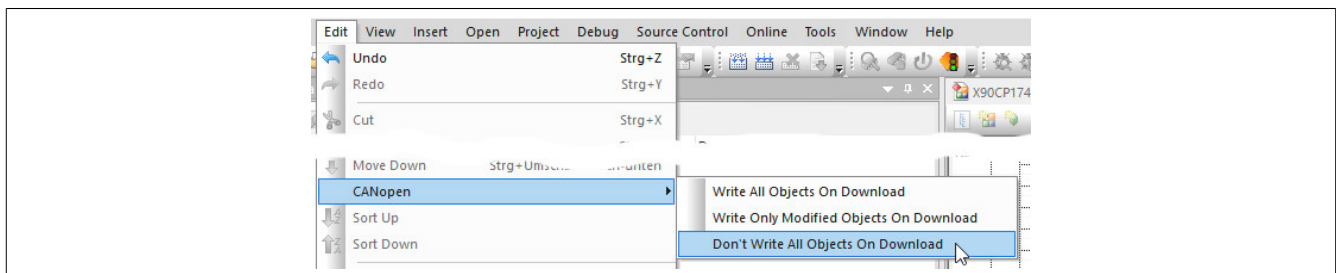 Edit View Insert Open Project Debug Source Control Online Tools Window Help
Undo Strg+Z
Redo Strg+Y
X90CP174
Cut Strg+X
Move Down
CANopen
Write All Objects On Download
Sort Up
Write Only Modified Objects On Download
Sort Down
Don't Write All Objects On Download